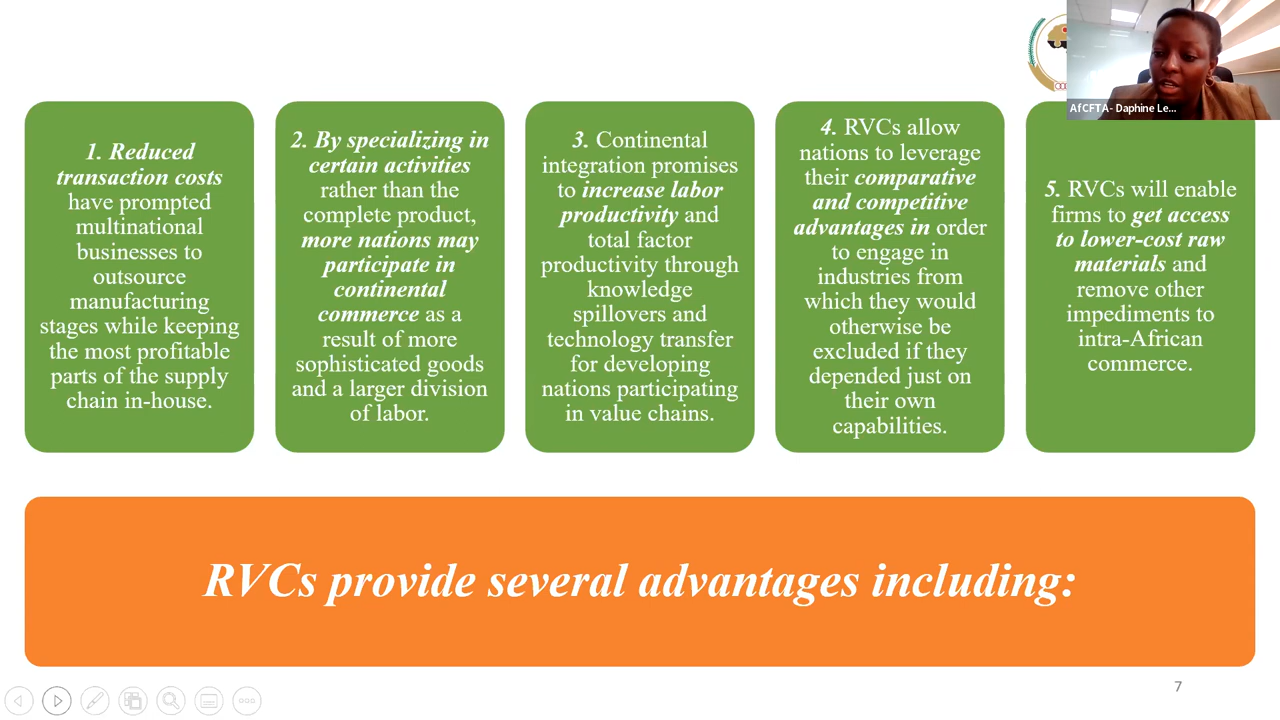 AfCFTA- Daphine Le...
1. Reduced
transaction costs
have prompted
multinational
businesses to
outsource
manufacturing
stages while keeping
the most profitable
parts of the supply
chain in-house.
2. By specializing in
certain activities
rather than the
complete product,
more nations may
participate in
continental
commerce as a
result of more
sophisticated goods
and a larger division
of labor.
3. Continental
integration promises
to increase labor
productivity and
total factor
productivity through
knowledge
spillovers and
technology transfer
for developing
nations participating
in value chains.
4. RVCs allow
nations to leverage
their comparative
and competitive
advantages in order
to engage in
industries from
which they would
otherwise be
excluded if they
depended just on
their own
capabilities.
5. RVCs will enable
firms to get access
to lower-cost raw
materials and
remove other
impediments to
intra-African
commerce.
RVCs provide several advantages including:
7